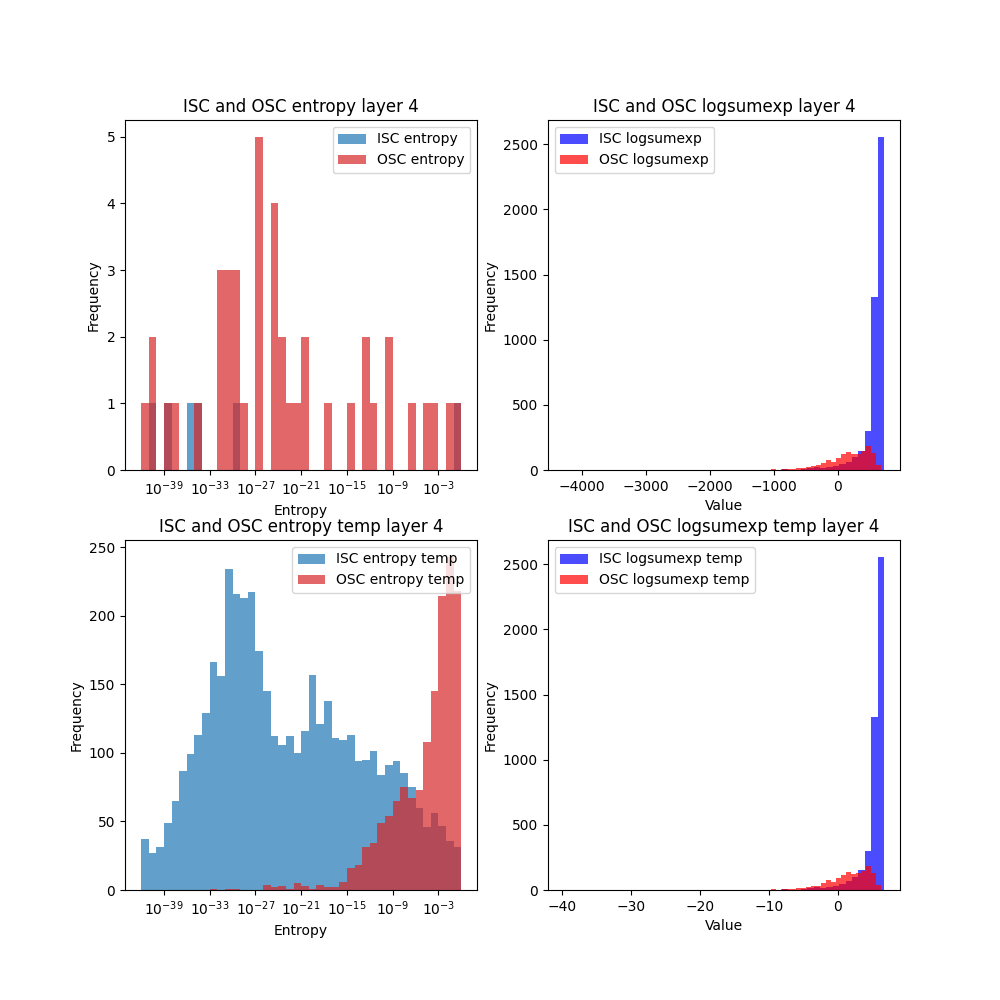 ISC and OSC entropy layer 4
ISC entropy
OSC entropy
Frequency
5
4
3
2
1
0
10^{-39} 10^{-33} 10^{-27} 10^{-21} 10^{-15} 10^{-9} 10^{-3}
Entropy
ISC and OSC logsumexp layer 4
ISC logsumexp
OSC logsumexp
Frequency
2500
2000
1500
1000
500
0
−4000 −3000 −2000 −1000 0
Value
ISC and OSC entropy temp layer 4
ISC entropy temp
OSC entropy temp
Frequency
250
200
150
100
50
0
10^{-39} 10^{-33} 10^{-27} 10^{-21} 10^{-15} 10^{-9} 10^{-3}
Entropy
ISC and OSC logsumexp temp layer 4
ISC logsumexp temp
OSC logsumexp temp
Frequency
2500
2000
1500
1000
500
0
−40 −30 −20 −10 0
Value